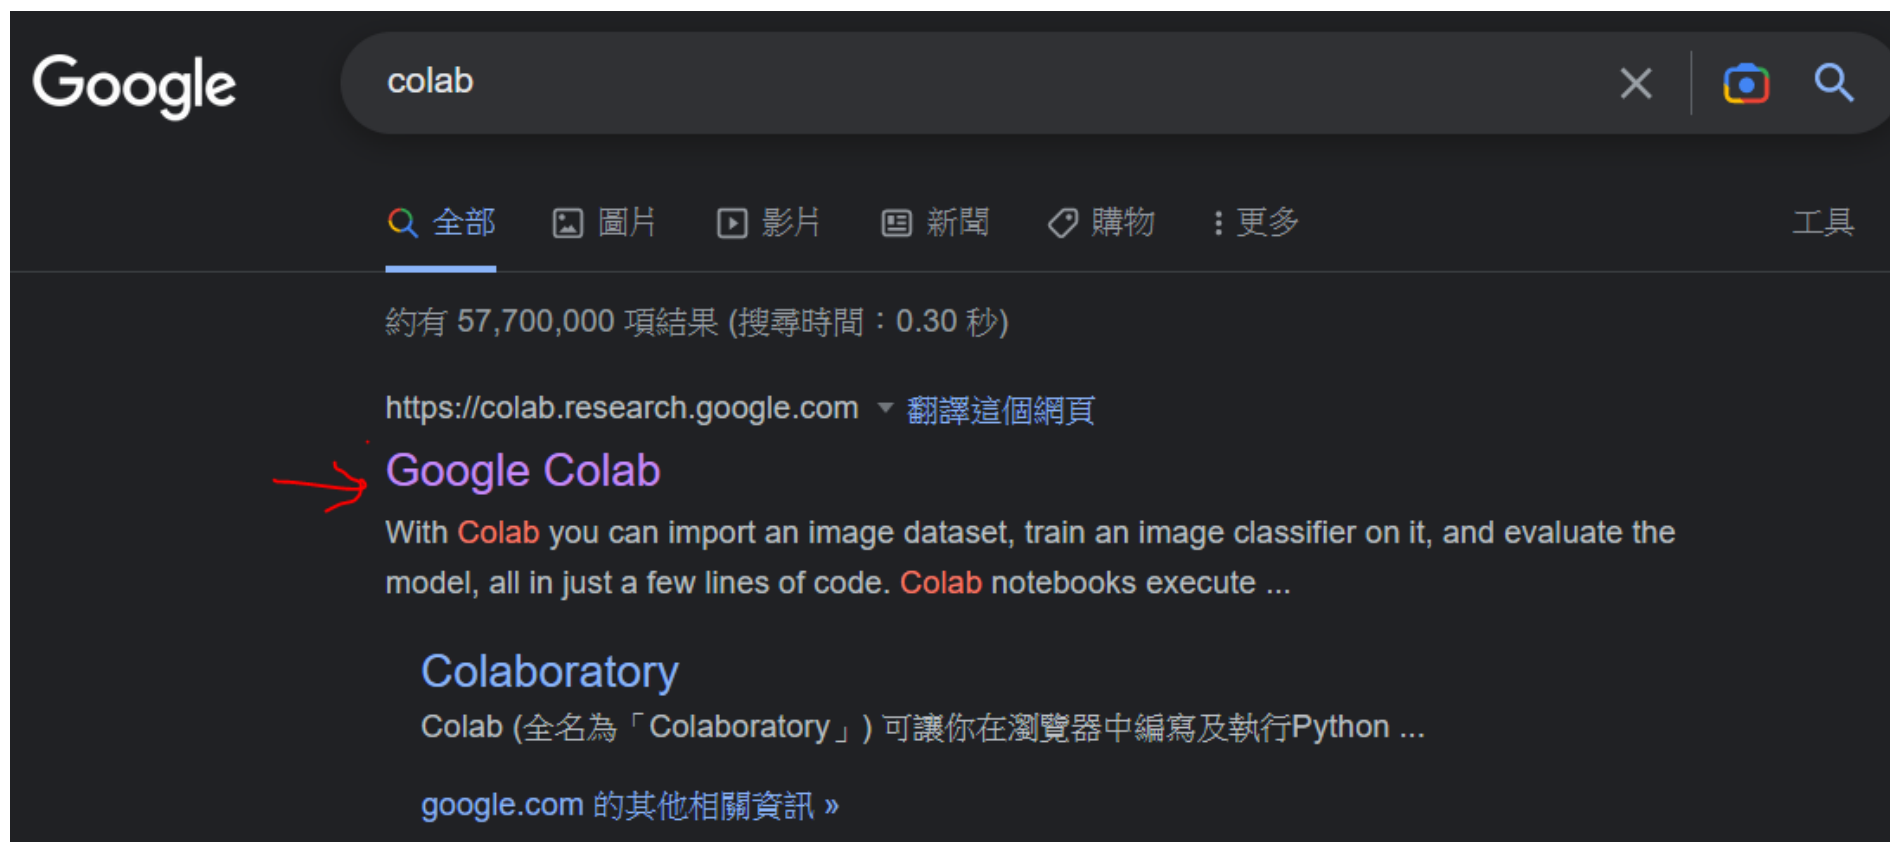 Google
colab
全部 圖片 影片 新聞 購物 更多 工具
約有 57,700,000 項結果 (搜尋時間：0.30 秒)
https://colab.research.google.com 翻譯這個網頁
Google Colab
With Colab you can import an image dataset, train an image classifier on it, and evaluate the
model, all in just a few lines of code. Colab notebooks execute ...
Colaboratory
Colab (全名為「Colaboratory」) 可讓你在瀏覽器中編寫及執行Python ...
google.com 的其他相關資訊 »